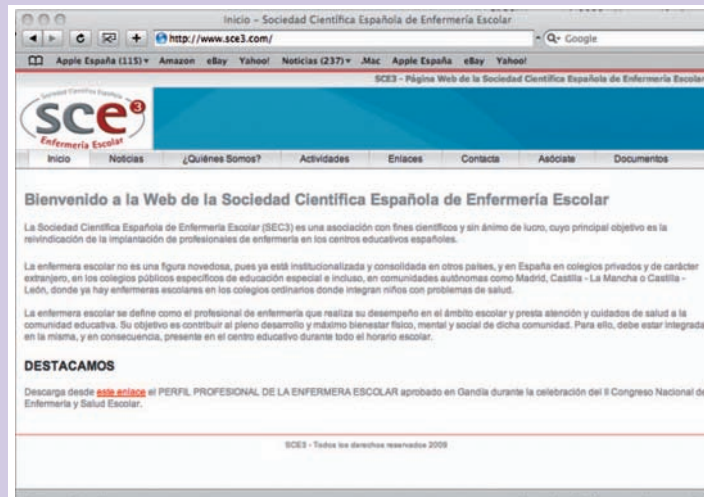 Inicio – Sociedad Científica Española de Enfermería Escolar
http://www.sce3.com/
Q▾ Google
Apple España (115)▾ Amazon eBay Yahoo! Noticias (237)▾ .Mac Apple España eBay Yahoo!
SCE3 - Página Web de la Sociedad Científica Española de Enfermería Escolar
Sociedad Científica Española
sce3
Enfermería Escolar
Inicio Noticias ¿Quiénes Somos? Actividades Enlaces Contacta Asóciate Documentos
Bienvenido a la Web de la Sociedad Científica Española de Enfermería Escolar
La Sociedad Científica Española de Enfermería Escolar (SEC3) es una asociación con fines científicos y sin ánimo de lucro, cuyo principal objetivo es la
reivindicación de la implantación de profesionales de enfermería en los centros educativos españoles.
La enfermera escolar no es una figura novedosa, pues ya está institucionalizada y consolidada en otros países, y en España en colegios privados y de carácter
extranjero, en los colegios públicos específicos de educación especial e incluso, en comunidades autónomas como Madrid, Castilla - La Mancha o Castilla -
León, donde ya hay enfermeras escolares en los colegios ordinarios donde integran niños con problemas de salud.
La enfermera escolar se define como el profesional de enfermería que realiza su desempeño en el ámbito escolar y presta atención y cuidados de salud a la
comunidad educativa. Su objetivo es contribuir al pleno desarrollo y máximo bienestar físico, mental y social de dicha comunidad. Para ello, debe estar integrada
en la misma, y en consecuencia, presente en el centro educativo durante todo el horario escolar.
DESTACAMOS
Descarga desde este enlace el PERFIL PROFESIONAL DE LA ENFERMERA ESCOLAR aprobado en Gandía durante la celebración del II Congreso Nacional de
Enfermería y Salud Escolar.
SCE3 - Todos los derechos reservados 2009